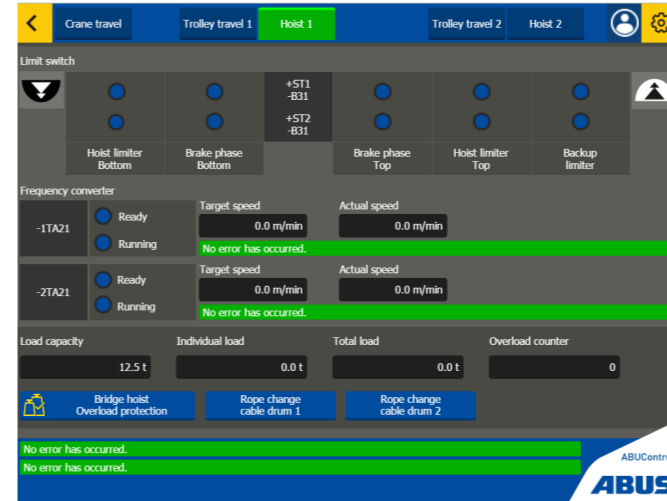 Crane travel
Trolley travel 1
Hoist 1
Trolley travel 2
Hoist 2
Limit switch
+ST1
-B31
+ST2
-B31
Hoist limiter
Bottom
Brake phase
Bottom
Brake phase
Top
Hoist limiter
Top
Backup
limiter
Frequency converter
-1TA21
Ready
Running
Target speed
Actual speed
0.0 m/min
0.0 m/min
No error has occurred.
-2TA21
Ready
Running
Target speed
Actual speed
0.0 m/min
0.0 m/min
No error has occurred.
Load capacity
Individual load
Total load
Overload counter
12.5 t
0.0 t
0.0 t
0
Bridge hoist
Overload protection
Rope change
cable drum 1
Rope change
cable drum 2
No error has occurred.
No error has occurred.
ABUContr
ABUS